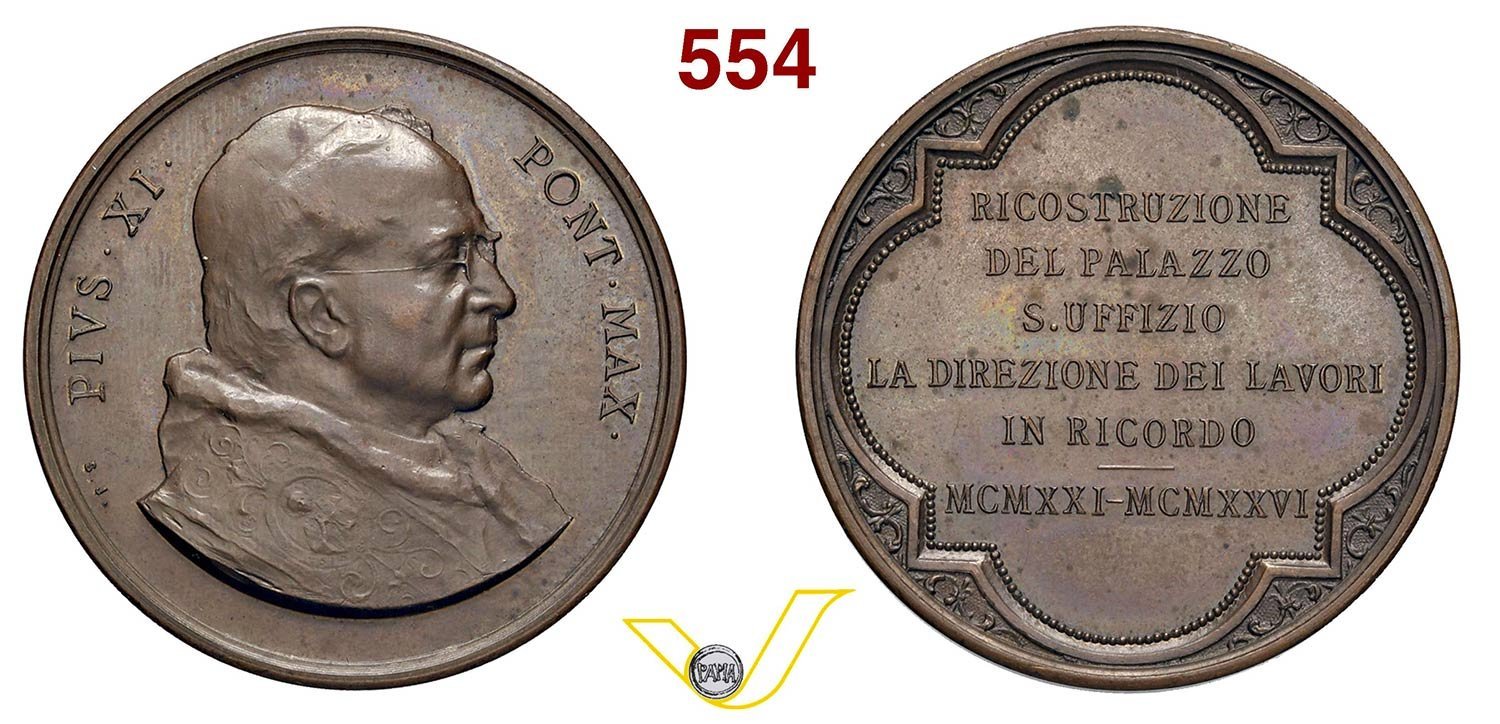 554
PIVS · XI · PONT · MAX ·
RICOSTRUZIONE
DEL PALAZZO
S. UFFIZIO
LA DIREZIONE DEI LAVORI
IN RICORDO
MCMXXI-MCMXXVI